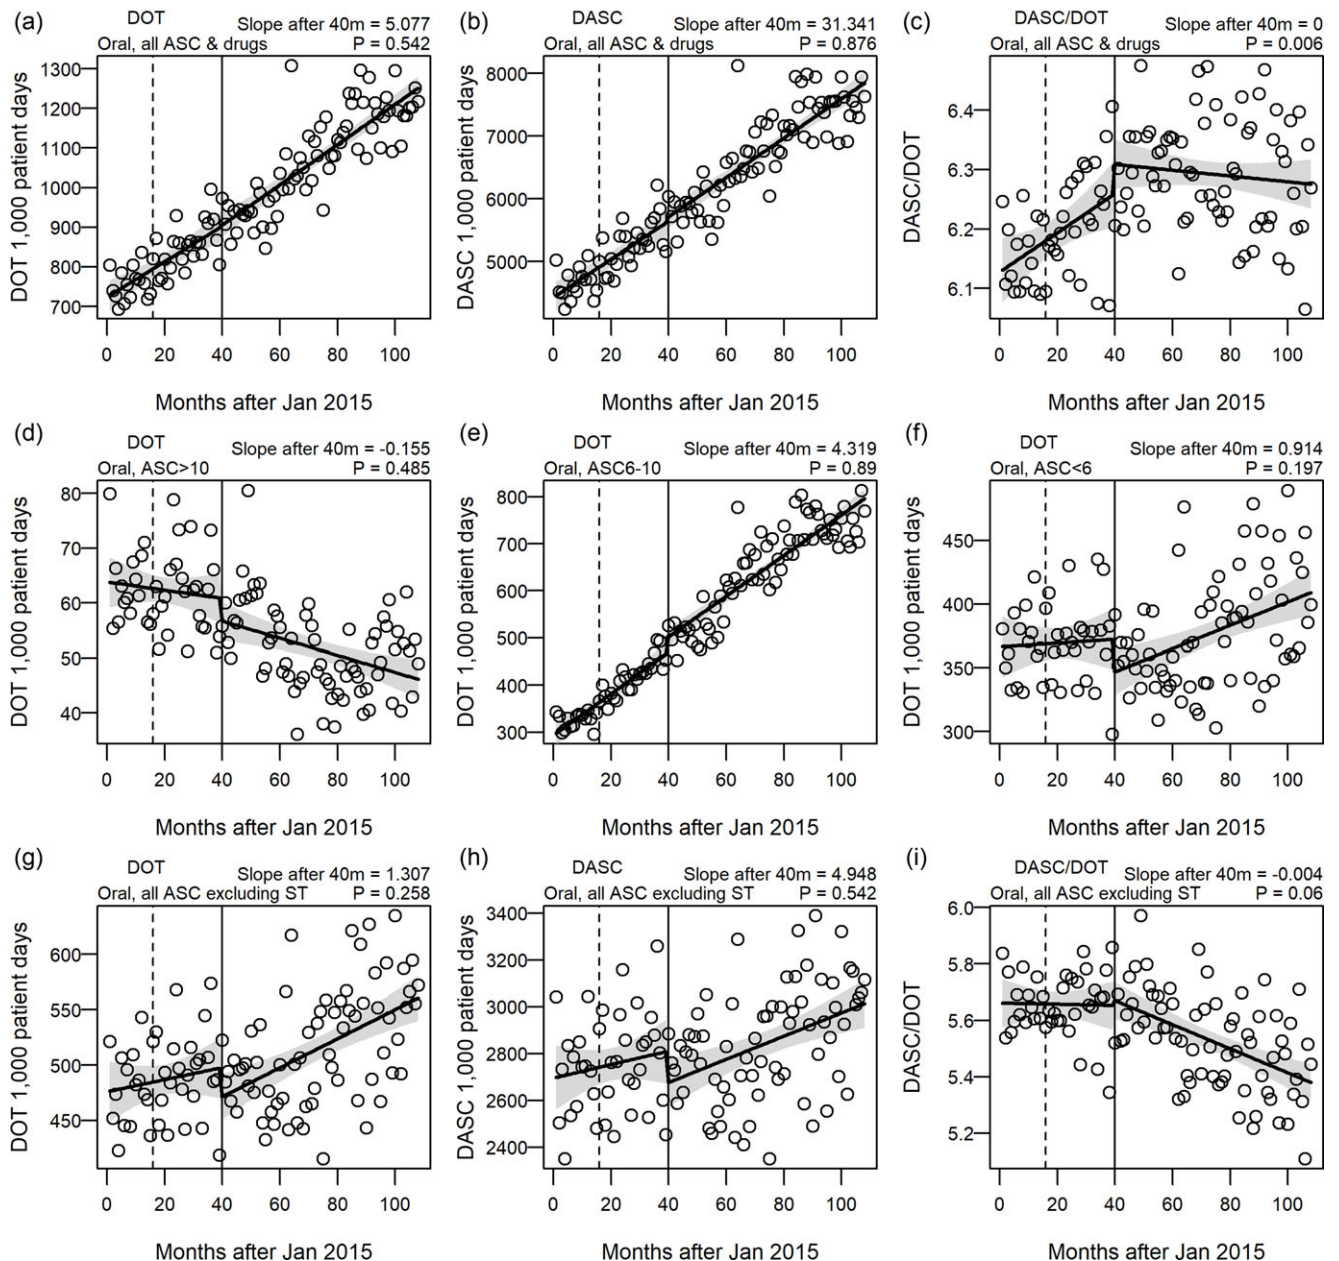 (a) DOT Slope after 40m = 5.077
Oral, all ASC & drugs P = 0.542
DOT 1,000 patient days
1300
1200
1100
1000
900
800
700
0 20 40 60 80 100
Months after Jan 2015
(b) DASC Slope after 40m = 31.341
Oral, all ASC & drugs P = 0.876
DASC 1,000 patient days
8000
7000
6000
5000
0 20 40 60 80 100
Months after Jan 2015
(c) DASC/DOT Slope after 40m = 0
Oral, all ASC & drugs P = 0.006
DASC/DOT
6.4
6.3
6.2
6.1
0 20 40 60 80 100
Months after Jan 2015
(d) DOT Slope after 40m = -0.155
Oral, ASC>10 P = 0.485
DOT 1,000 patient days
80
70
60
50
40
0 20 40 60 80 100
Months after Jan 2015
(e) DOT Slope after 40m = 4.319
Oral, ASC6-10 P = 0.89
DOT 1,000 patient days
800
700
600
500
400
300
0 20 40 60 80 100
Months after Jan 2015
(f) DOT Slope after 40m = 0.914
Oral, ASC<6 P = 0.197
DOT 1,000 patient days
450
400
350
300
0 20 40 60 80 100
Months after Jan 2015
(g) DOT Slope after 40m = 1.307
Oral, all ASC excluding ST P = 0.258
DOT 1,000 patient days
600
550
500
450
0 20 40 60 80 100
Months after Jan 2015
(h) DASC Slope after 40m = 4.948
Oral, all ASC excluding ST P = 0.542
DASC 1,000 patient days
3400
3200
3000
2800
2600
2400
0 20 40 60 80 100
Months after Jan 2015
(i) DASC/DOT Slope after 40m = -0.004
Oral, all ASC excluding ST P = 0.06
DASC/DOT
6.0
5.8
5.6
5.4
5.2
0 20 40 60 80 100
Months after Jan 2015